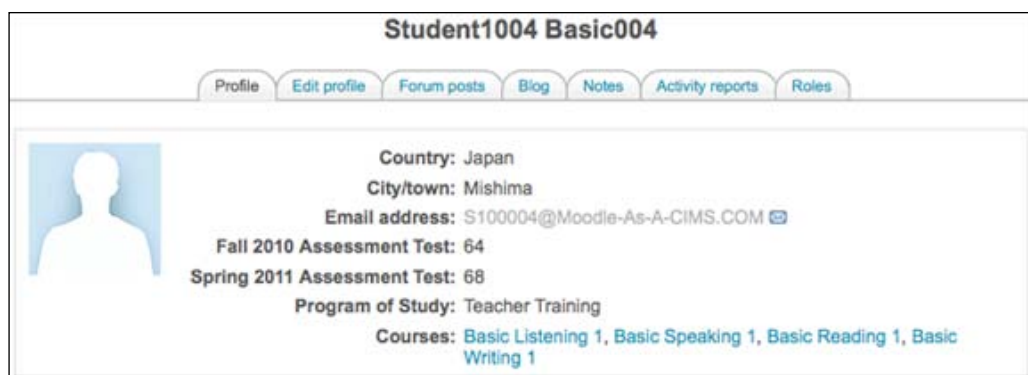 Student1004 Basic004
Profile Edit profile Forum posts Blog Notes Activity reports Roles
Country: Japan
City/town: Mishima
Email address: S100004@Moodle-As-A-CIMS.COM
Fall 2010 Assessment Test: 64
Spring 2011 Assessment Test: 68
Program of Study: Teacher Training
Courses: Basic Listening 1, Basic Speaking 1, Basic Reading 1, Basic
Writing 1